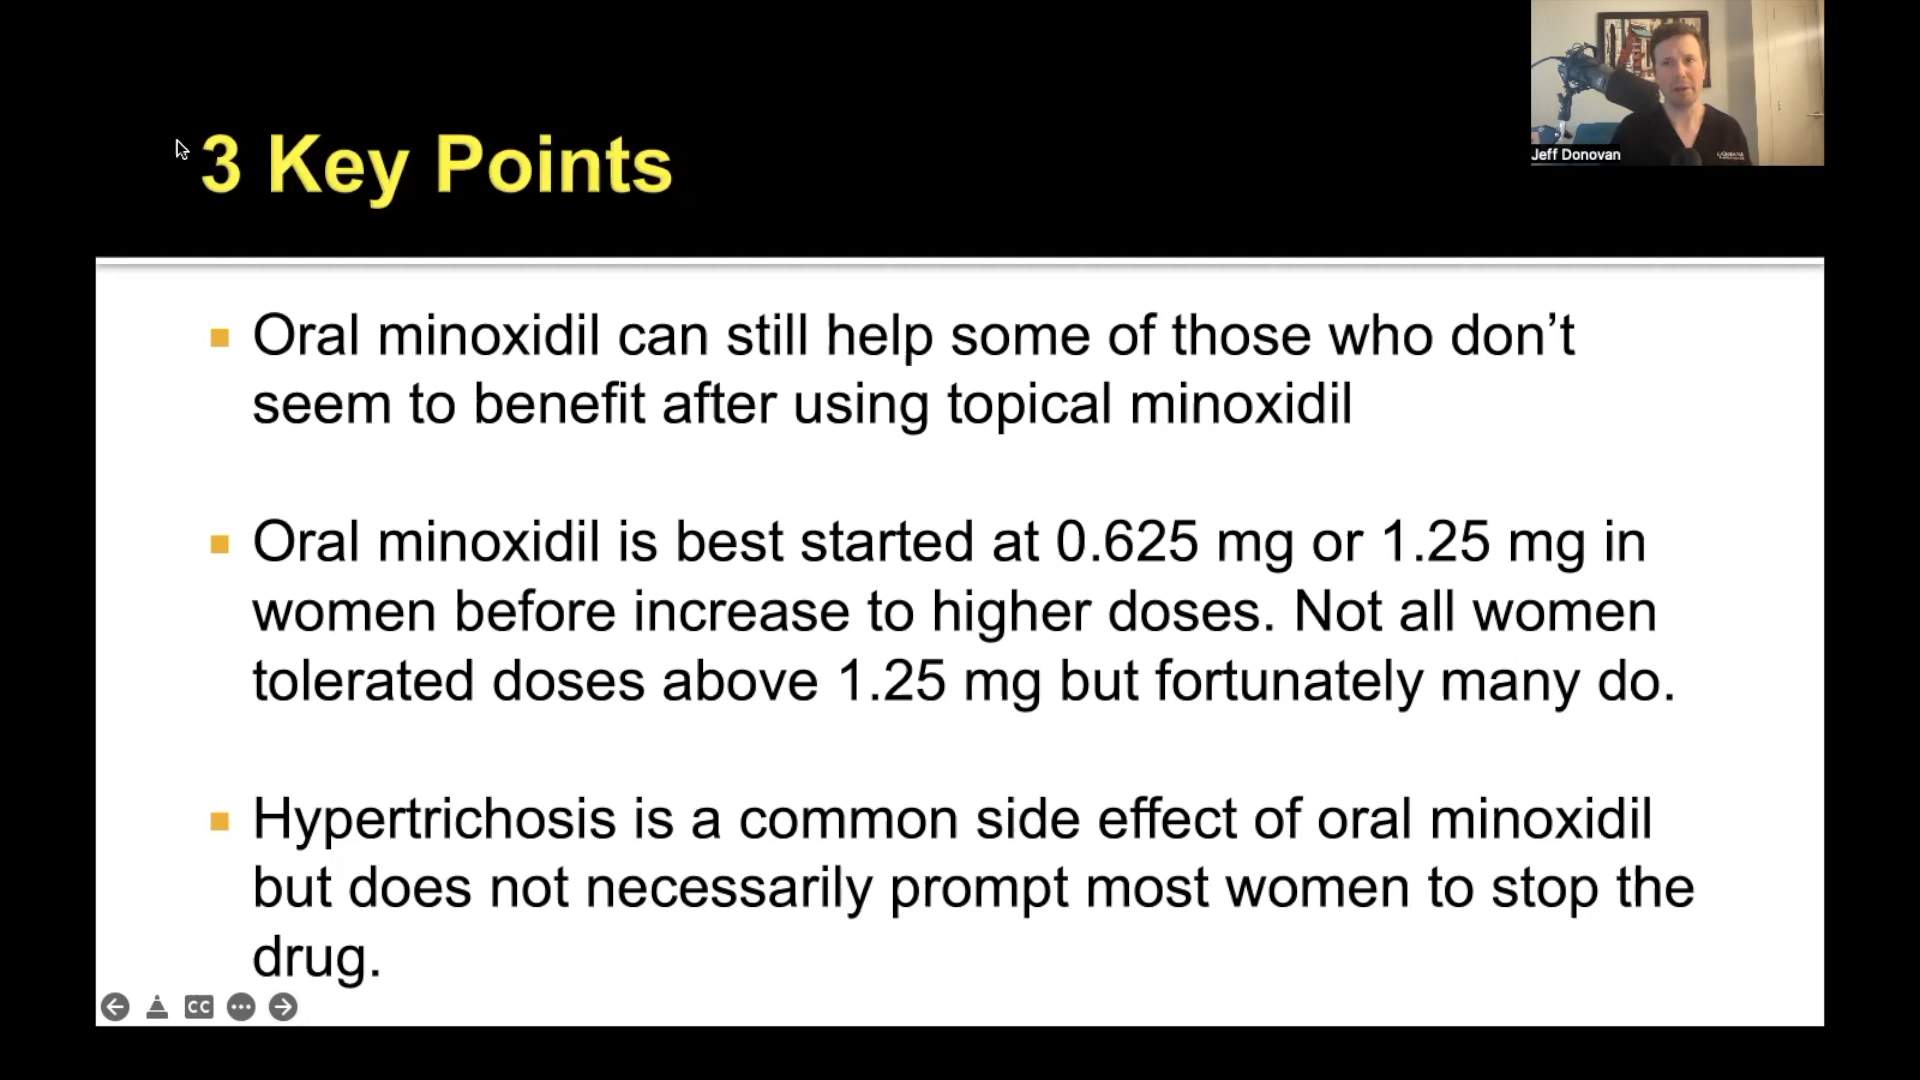 3 Key Points
Jeff Donovan
Oral minoxidil can still help some of those who don’t
seem to benefit after using topical minoxidil
Oral minoxidil is best started at 0.625 mg or 1.25 mg in
women before increase to higher doses. Not all women
tolerated doses above 1.25 mg but fortunately many do.
Hypertrichosis is a common side effect of oral minoxidil
but does not necessarily prompt most women to stop the
drug.
CC